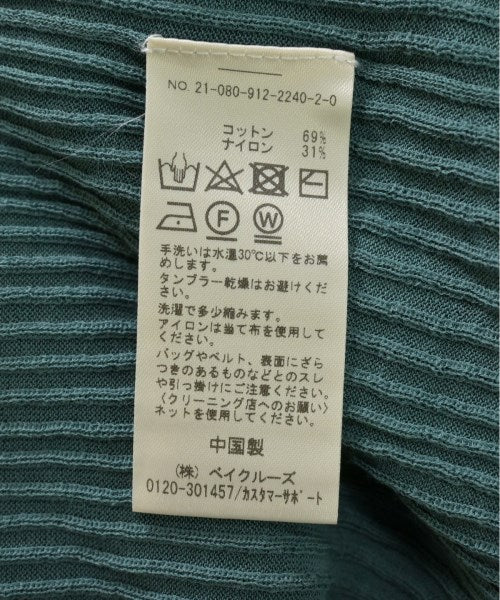 NO. 21-080-912-2240-2-0
コットン 69%
ナイロン 31%
F W
手洗いは水温30℃以下をお薦
めします。
タンブラー乾燥はお避けくださ
い。
洗濯で多少縮みます。
アイロンは当て布を使用して
ください。
バッグやベルト、表面にざら
つきのあるものなどとのスレ
や引っ掛けにご注意ください。
〈クリーニング店へのお願い〉
ネットを使用して下さい。
中国製
(株) ベイクルーズ
0120-301457/カスタマーサポート